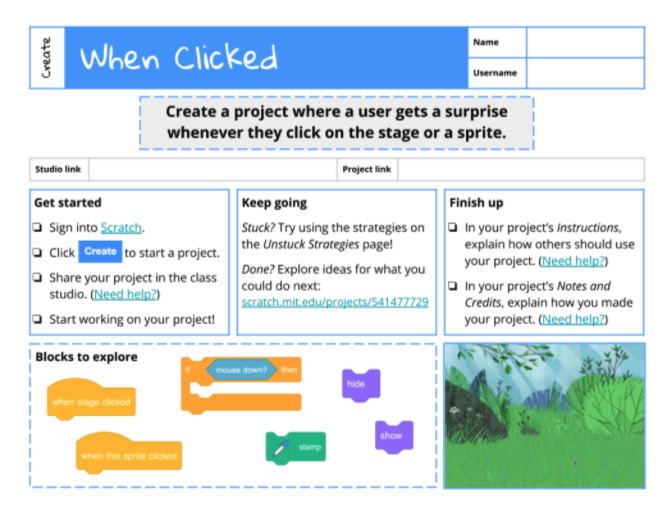 Create
When Clicked
Name
Username
Create a project where a user gets a surprise
whenever they click on the stage or a sprite.
Studio link
Project link
Get started
❏ Sign into Scratch.
❏ Click Create to start a project.
❏ Share your project in the class
studio. (Need help?)
❏ Start working on your project!
Keep going
Stuck? Try using the strategies on
the Unstuck Strategies page!
Done? Explore ideas for what you
could do next:
scratch.mit.edu/projects/541477729
Finish up
❏ In your project's Instructions,
explain how others should use
your project. (Need help?)
❏ In your project's Notes and
Credits, explain how you made
your project. (Need help?)
Blocks to explore
when stage clicked
when this sprite clicked
if mouse down? then
stamp
hide
show